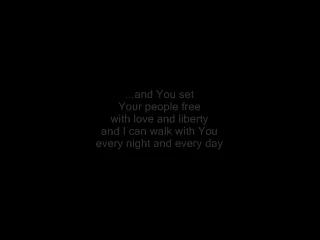 ...and You set
Your people free
with love and liberty
and I can walk with You
every night and every day